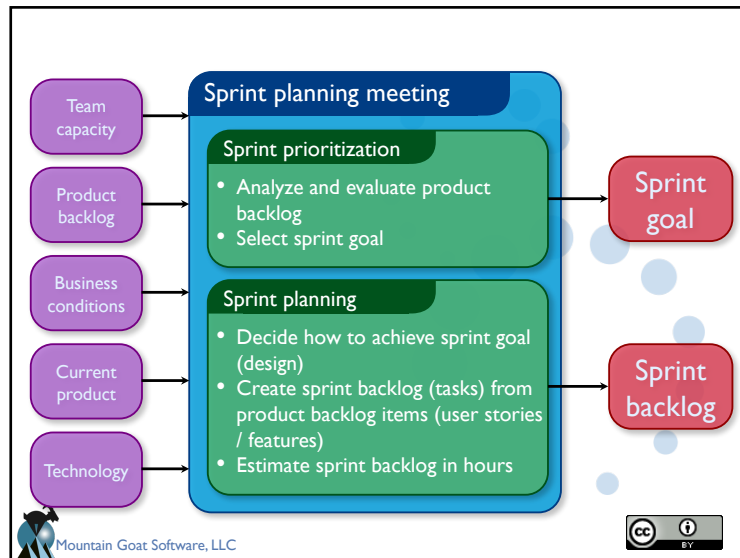 Team
capacity
Product
backlog
Business
conditions
Current
product
Technology
Sprint planning meeting
Sprint prioritization
• Analyze and evaluate product
backlog
• Select sprint goal
Sprint planning
• Decide how to achieve sprint goal
(design)
• Create sprint backlog (tasks) from
product backlog items (user stories
/ features)
• Estimate sprint backlog in hours
Sprint
goal
Sprint
backlog
Mountain Goat Software, LLC
cc
BY